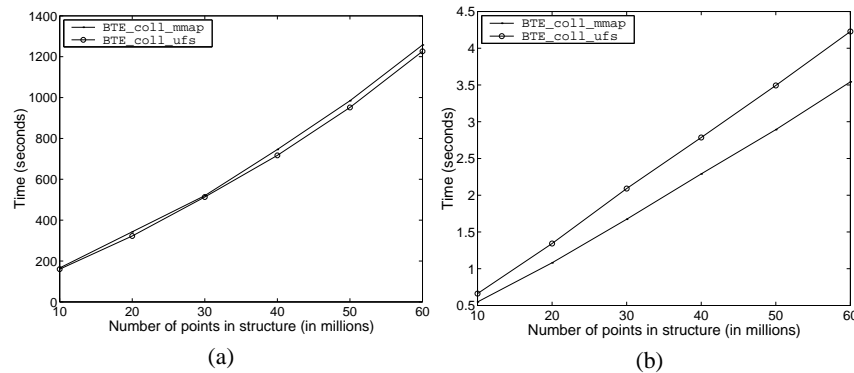 1400
1200
1000
800
600
400
200
0
10
20
30
40
50
60
Time (seconds)
Number of points in structure (in millions)
BTE_coll_mmap
BTE_coll_ufs
(a)
4.5
4
3.5
3
2.5
2
1.5
1
0.5
10
20
30
40
50
60
Time (seconds)
Number of points in structure (in millions)
BTE_coll_mmap
BTE_coll_ufs
(b)